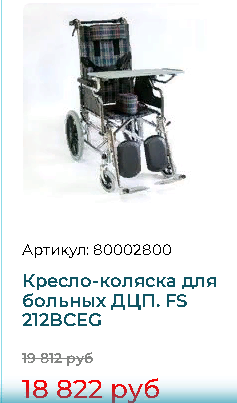 Артикул: 80002800
Кресло-коляска для
больных ДЦП. FS
212BCEG
19 812 руб
18 822 руб